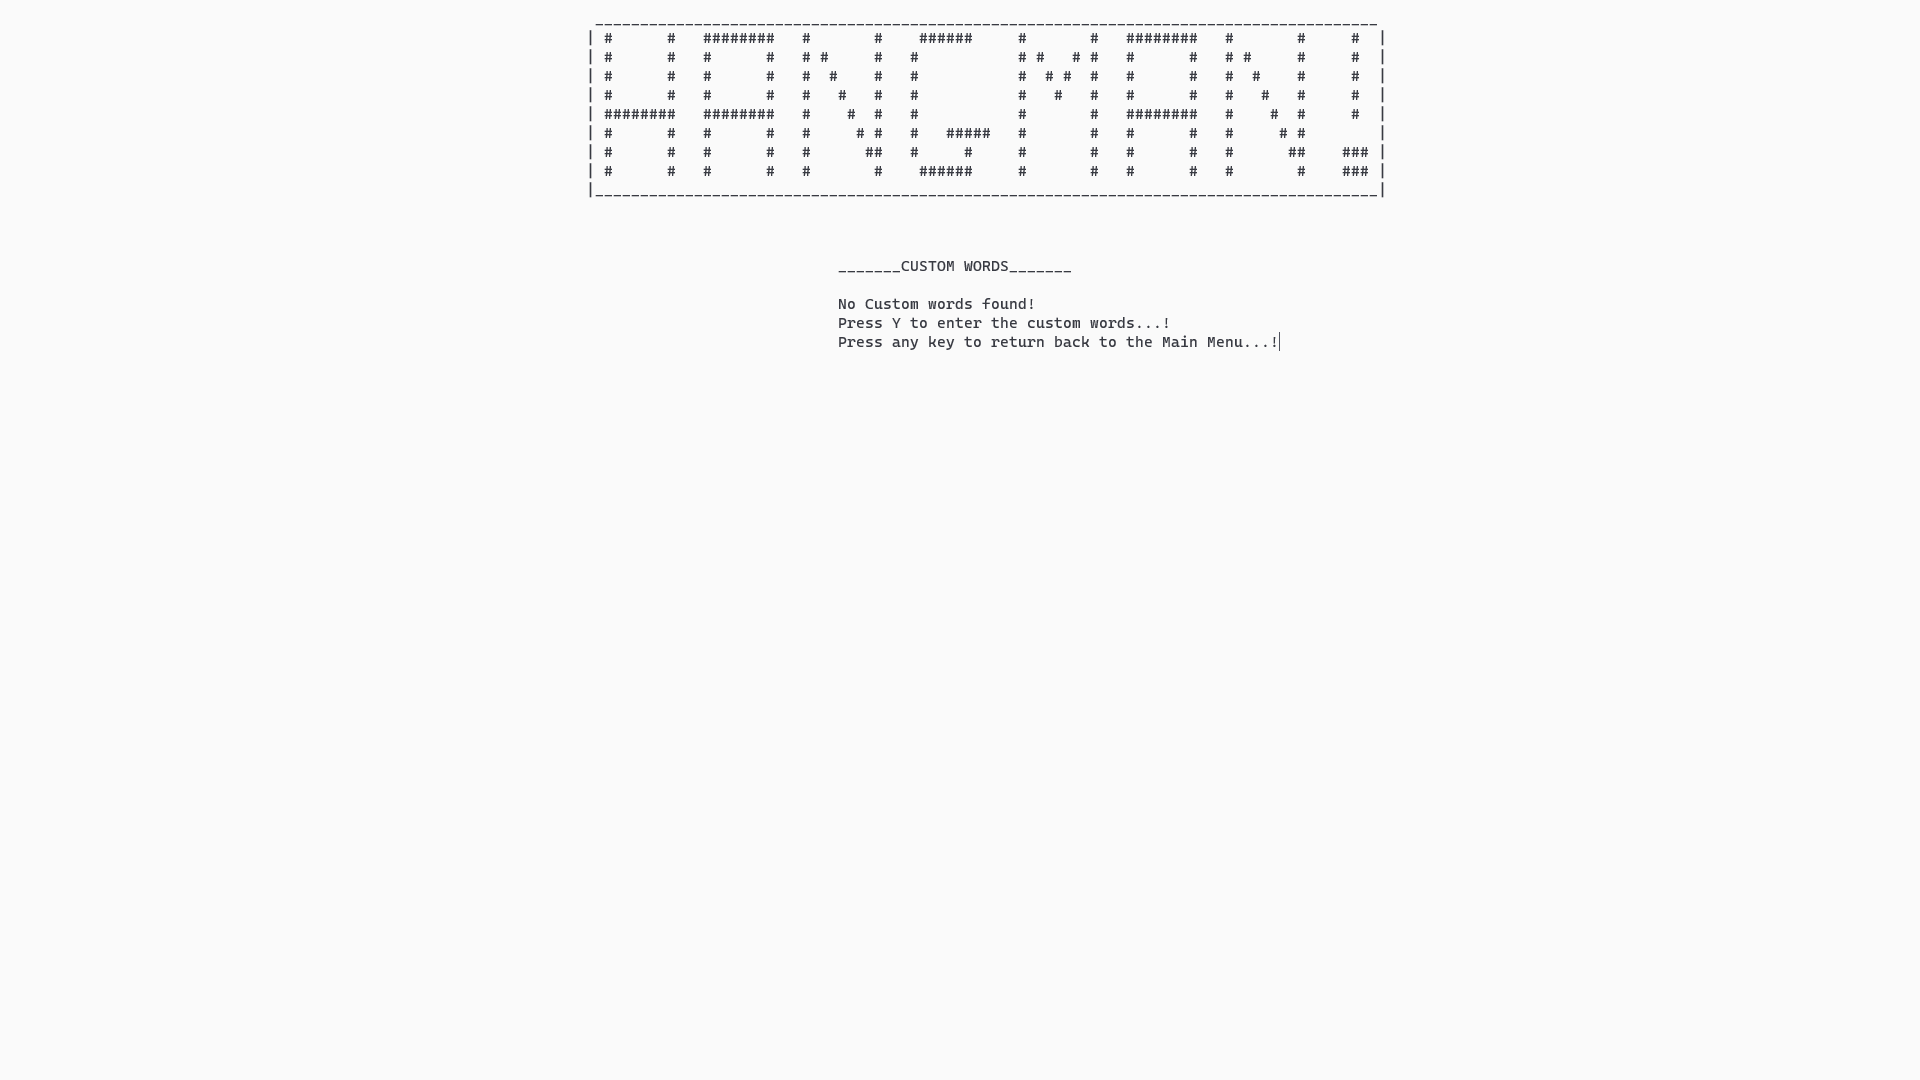 HANGMAN!
_______CUSTOM WORDS_______
No Custom words found!
Press Y to enter the custom words...!
Press any key to return back to the Main Menu...!